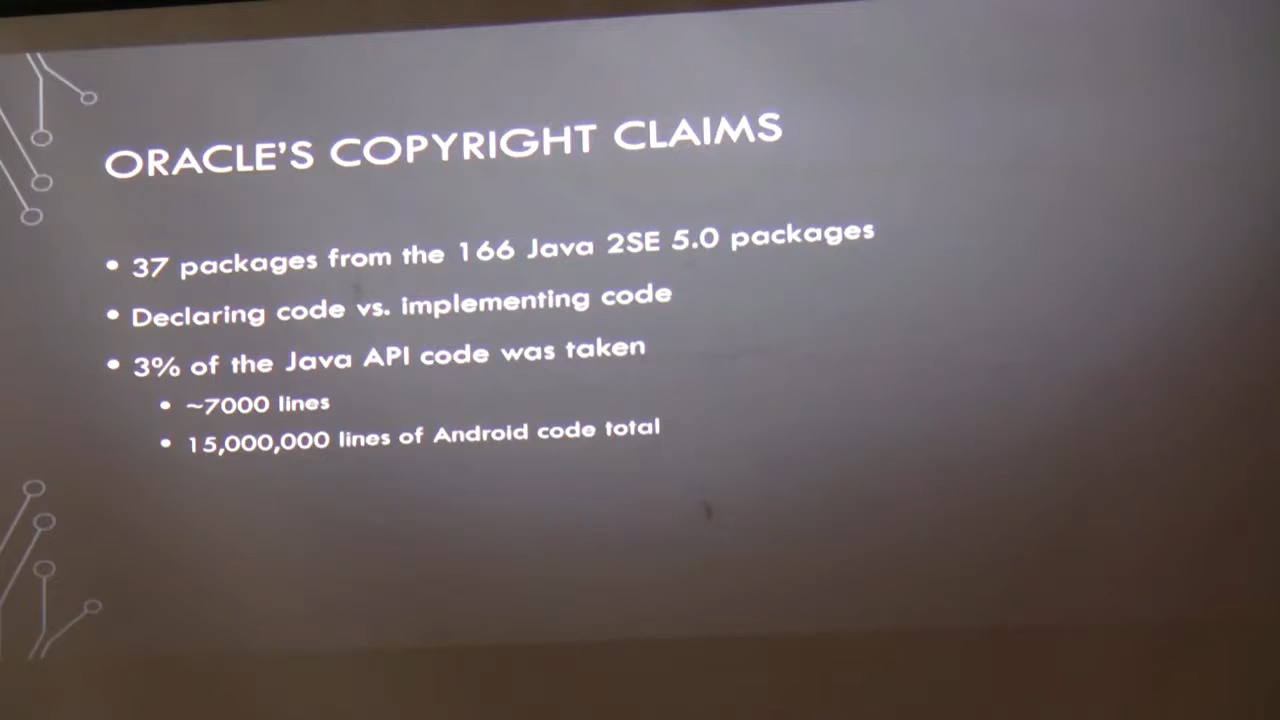 ORACLE'S COPYRIGHT CLAIMS
• 37 packages from the 166 Java 2SE 5.0 packages
• Declaring code vs. implementing code
• 3% of the Java API code was taken
• ~7000 lines
• 15,000,000 lines of Android code total